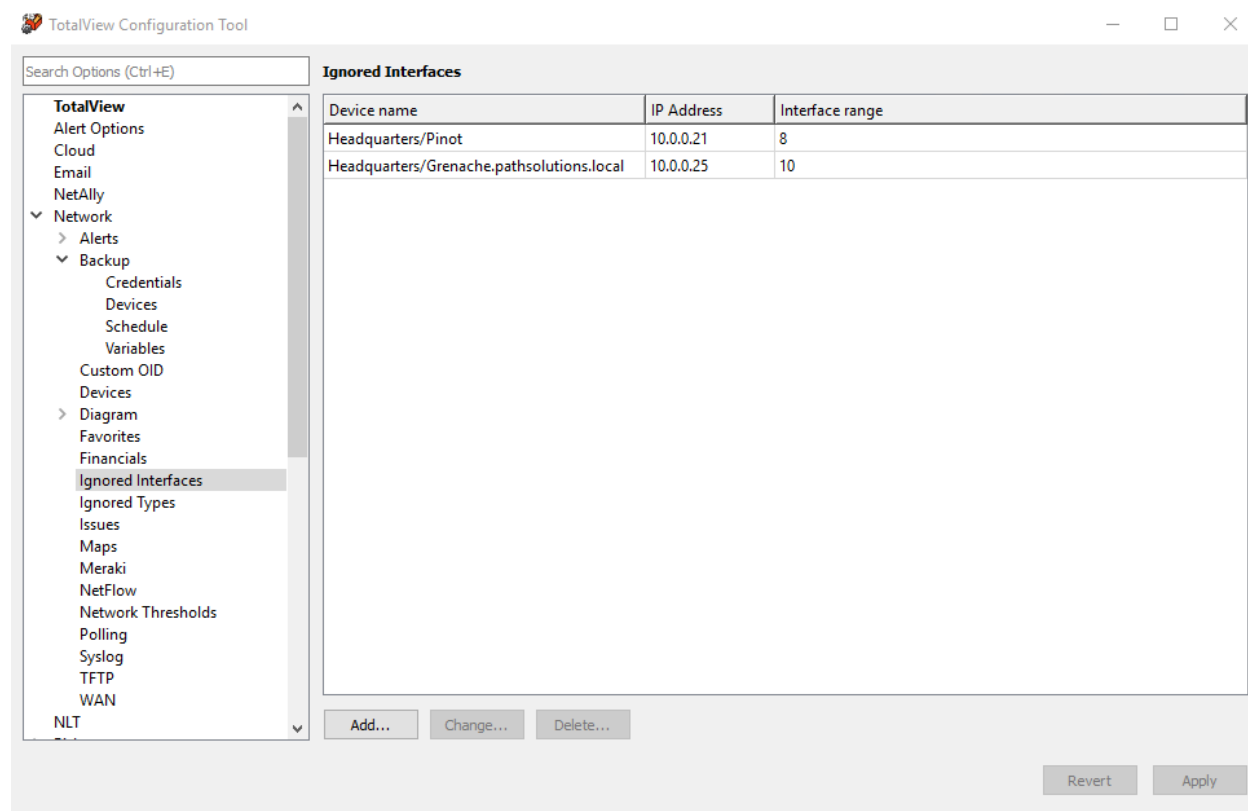 TotalView Configuration Tool
Search Options (Ctrl+E)
TotalView
Alert Options
Cloud
Email
NetAlly
Network
Alerts
Backup
Credentials
Devices
Schedule
Variables
Custom OID
Devices
Diagram
Favorites
Financials
Ignored Interfaces
Ignored Types
Issues
Maps
Meraki
NetFlow
Network Thresholds
Polling
Syslog
TFTP
WAN
NLT
Ignored Interfaces
Device name IP Address Interface range
Headquarters/Pinot 10.0.0.21 8
Headquarters/Grenache.pathsolutions.local 10.0.0.25 10
Add... Change... Delete...
Revert Apply